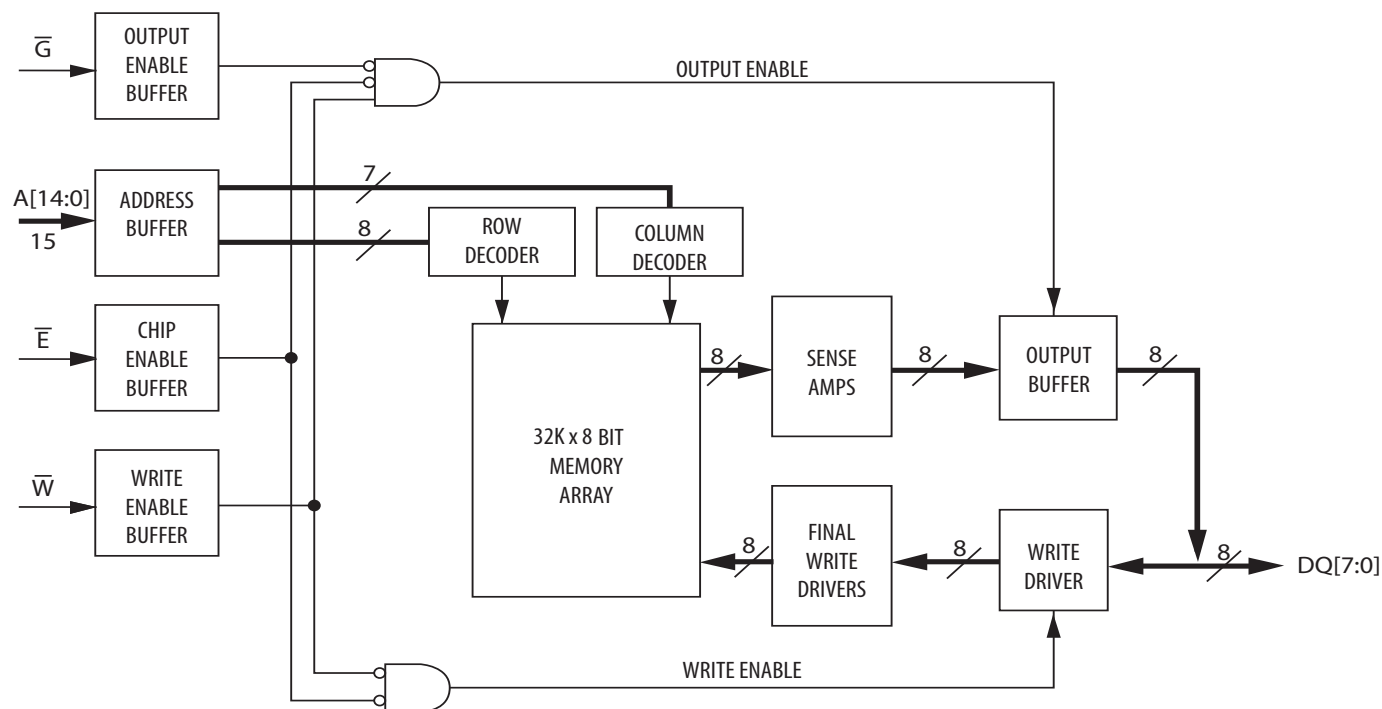 G̅
OUTPUT
ENABLE
BUFFER
OUTPUT ENABLE
A[14:0]
15
ADDRESS
BUFFER
7
8
ROW
DECODER
COLUMN
DECODER
E̅
CHIP
ENABLE
BUFFER
32K x 8 BIT
MEMORY
ARRAY
8
SENSE
AMPS
8
OUTPUT
BUFFER
8
W̅
WRITE
ENABLE
BUFFER
8
FINAL
WRITE
DRIVERS
8
WRITE
DRIVER
8
DQ[7:0]
WRITE ENABLE